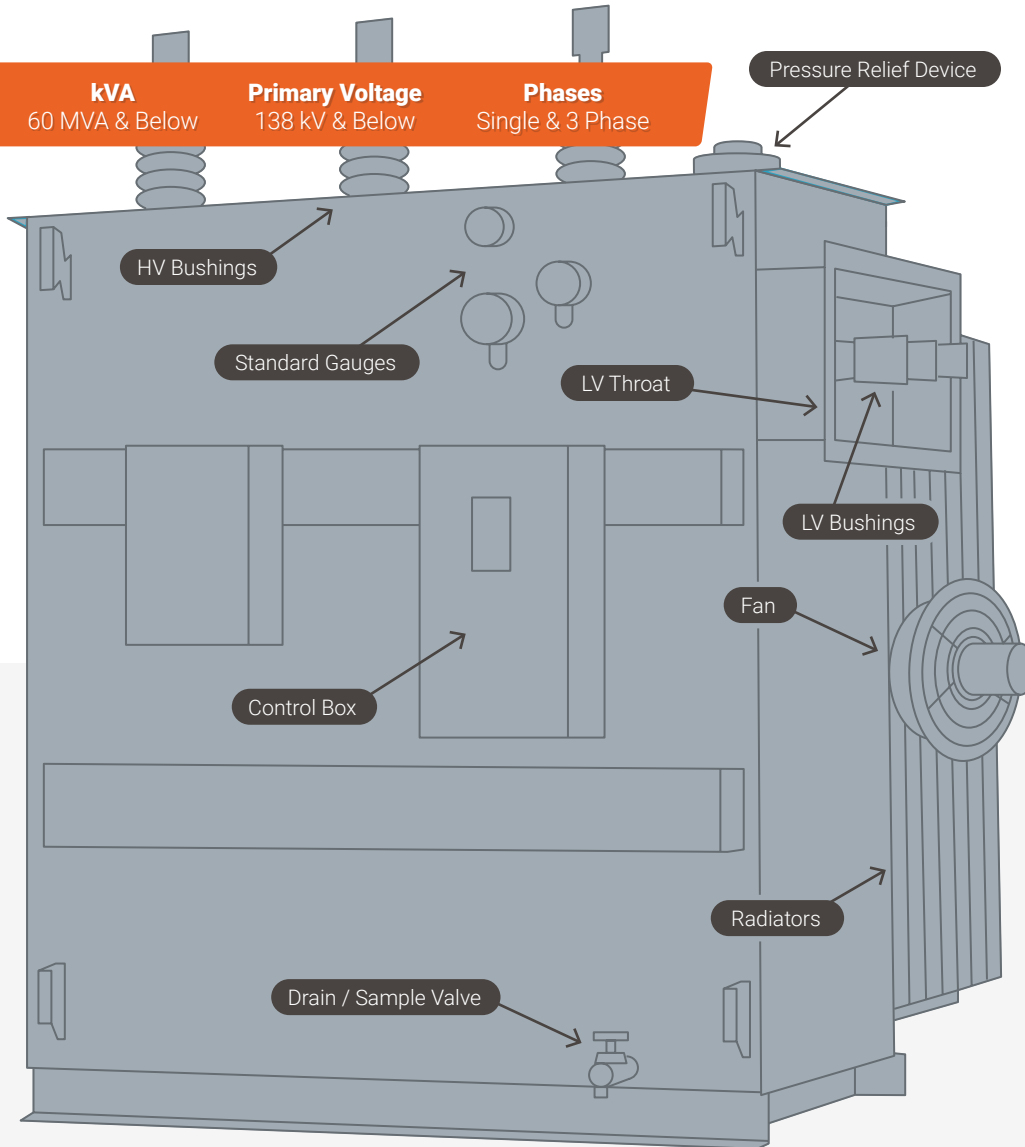 Pressure Relief Device
kVA
60 MVA & Below
Primary Voltage
138 kV & Below
Phases
Single & 3 Phase
HV Bushings
Standard Gauges
LV Throat
LV Bushings
Fan
Control Box
Radiators
Drain / Sample Valve